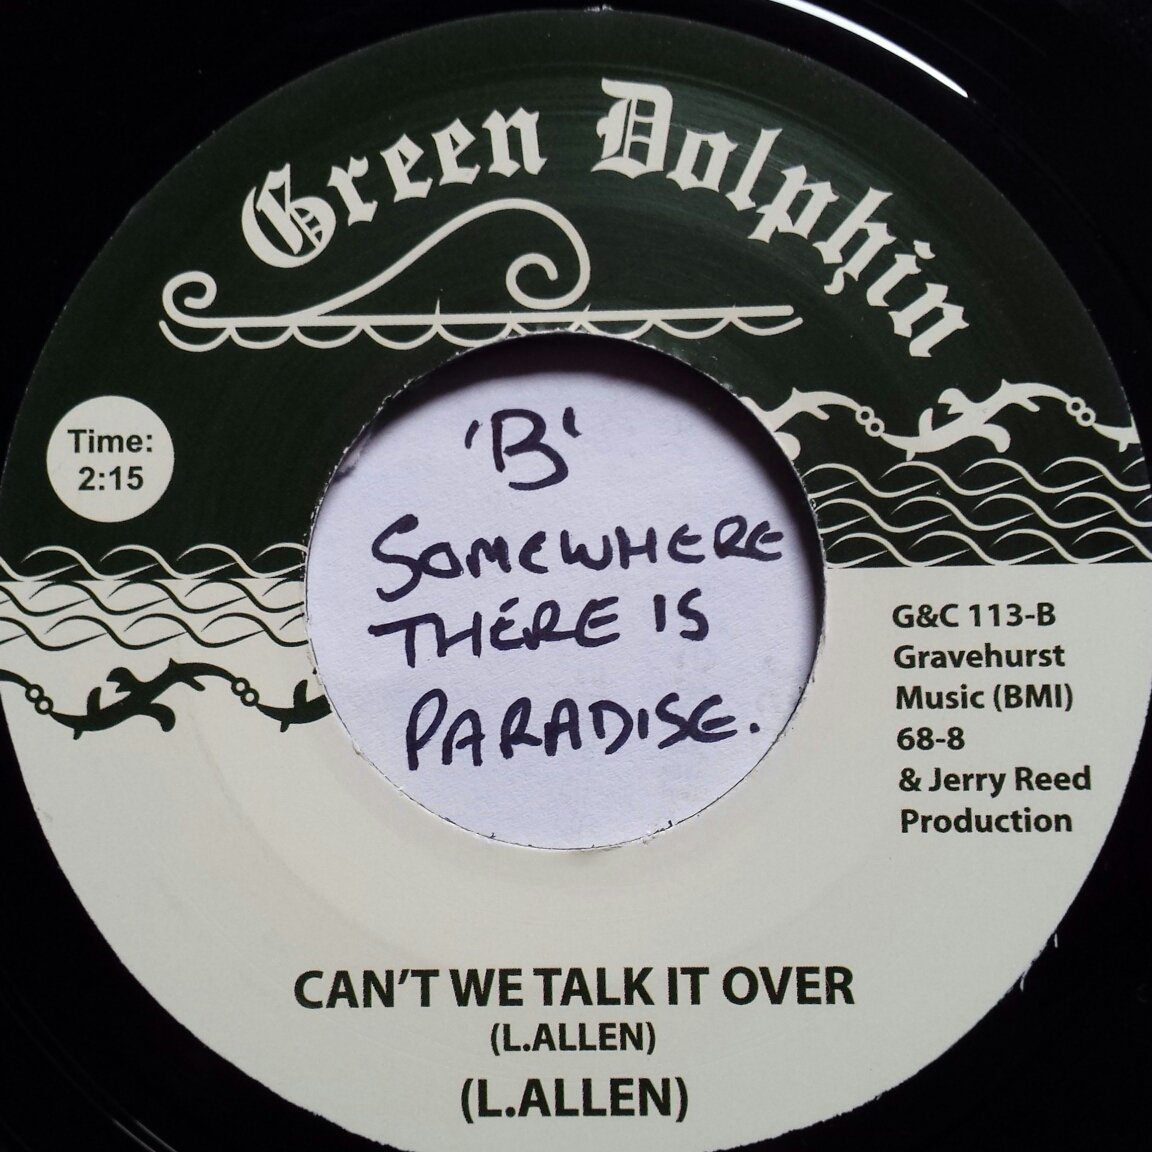 Green Dolphin
Time:
2:15
'B'
SOMEWHERE
THERE IS
PARADISE.
G&C 113-B
Gravehurst
Music (BMI)
68-8
& Jerry Reed
Production
CAN'T WE TALK IT OVER
(L.ALLEN)
(L.ALLEN)